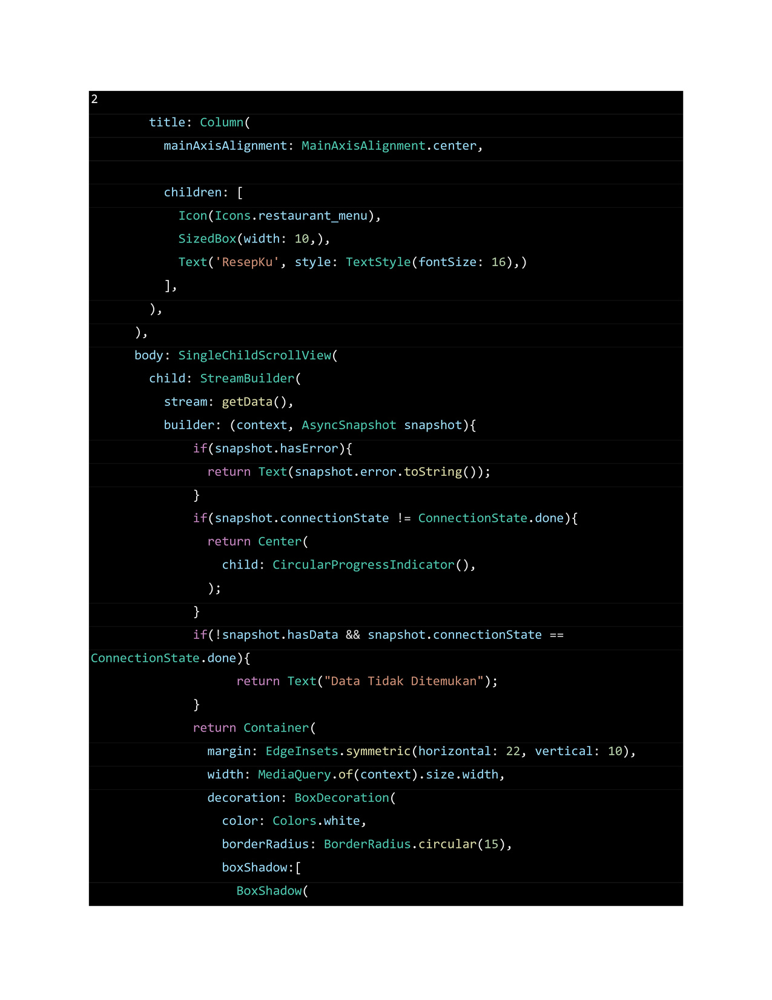 2
        title: Column(
          mainAxisAlignment: MainAxisAlignment.center,

          children: [
            Icon(Icons.restaurant_menu),
            SizedBox(width: 10,),
            Text('ResepKu', style: TextStyle(fontSize: 16),)
          ],
        ),
      ),
      body: SingleChildScrollView(
        child: StreamBuilder(
          stream: getData(),
          builder: (context, AsyncSnapshot snapshot){
              if(snapshot.hasError){
                return Text(snapshot.error.toString());
              }
              if(snapshot.connectionState != ConnectionState.done){
                return Center(
                  child: CircularProgressIndicator(),
                );
              }
              if(!snapshot.hasData && snapshot.connectionState ==
ConnectionState.done){
                    return Text("Data Tidak Ditemukan");
              }
              return Container(
                margin: EdgeInsets.symmetric(horizontal: 22, vertical: 10),
                width: MediaQuery.of(context).size.width,
                decoration: BoxDecoration(
                  color: Colors.white,
                  borderRadius: BorderRadius.circular(15),
                  boxShadow:[
                    BoxShadow(